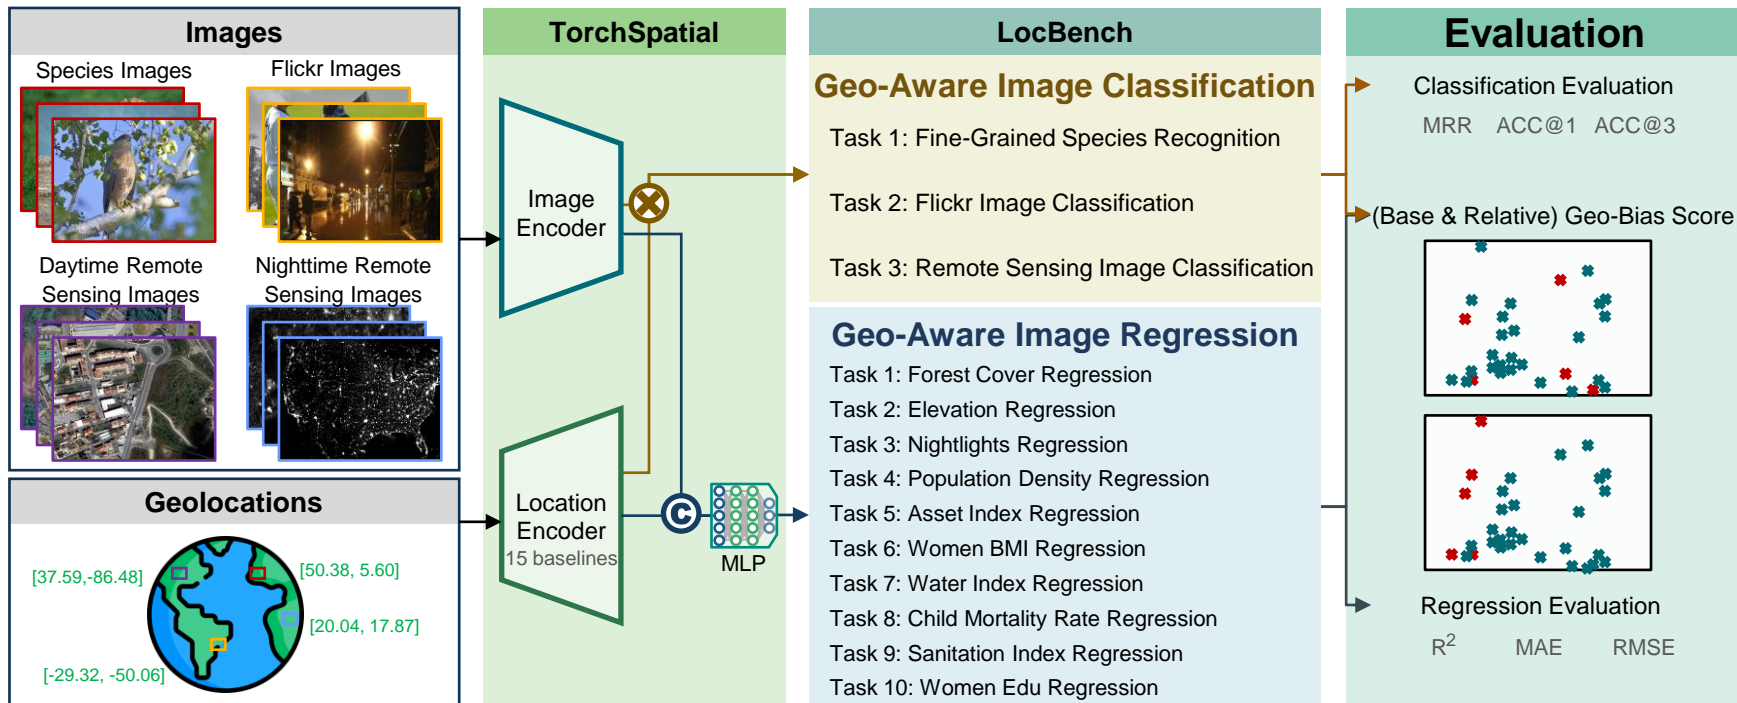 Images
Species Images
Flickr Images
Daytime Remote
Sensing Images
Nighttime Remote
Sensing Images
Geolocations
[37.59,-86.48]
[50.38, 5.60]
[20.04, 17.87]
[-29.32, -50.06]
TorchSpatial
Image
Encoder
Location
Encoder
15 baselines
C
MLP
LocBench
Geo-Aware Image Classification
Task 1: Fine-Grained Species Recognition
Task 2: Flickr Image Classification
Task 3: Remote Sensing Image Classification
Geo-Aware Image Regression
Task 1: Forest Cover Regression
Task 2: Elevation Regression
Task 3: Nightlights Regression
Task 4: Population Density Regression
Task 5: Asset Index Regression
Task 6: Women BMI Regression
Task 7: Water Index Regression
Task 8: Child Mortality Rate Regression
Task 9: Sanitation Index Regression
Task 10: Women Edu Regression
Evaluation
Classification Evaluation
MRR ACC@1 ACC@3
(Base & Relative) Geo-Bias Score
Regression Evaluation
R² MAE RMSE